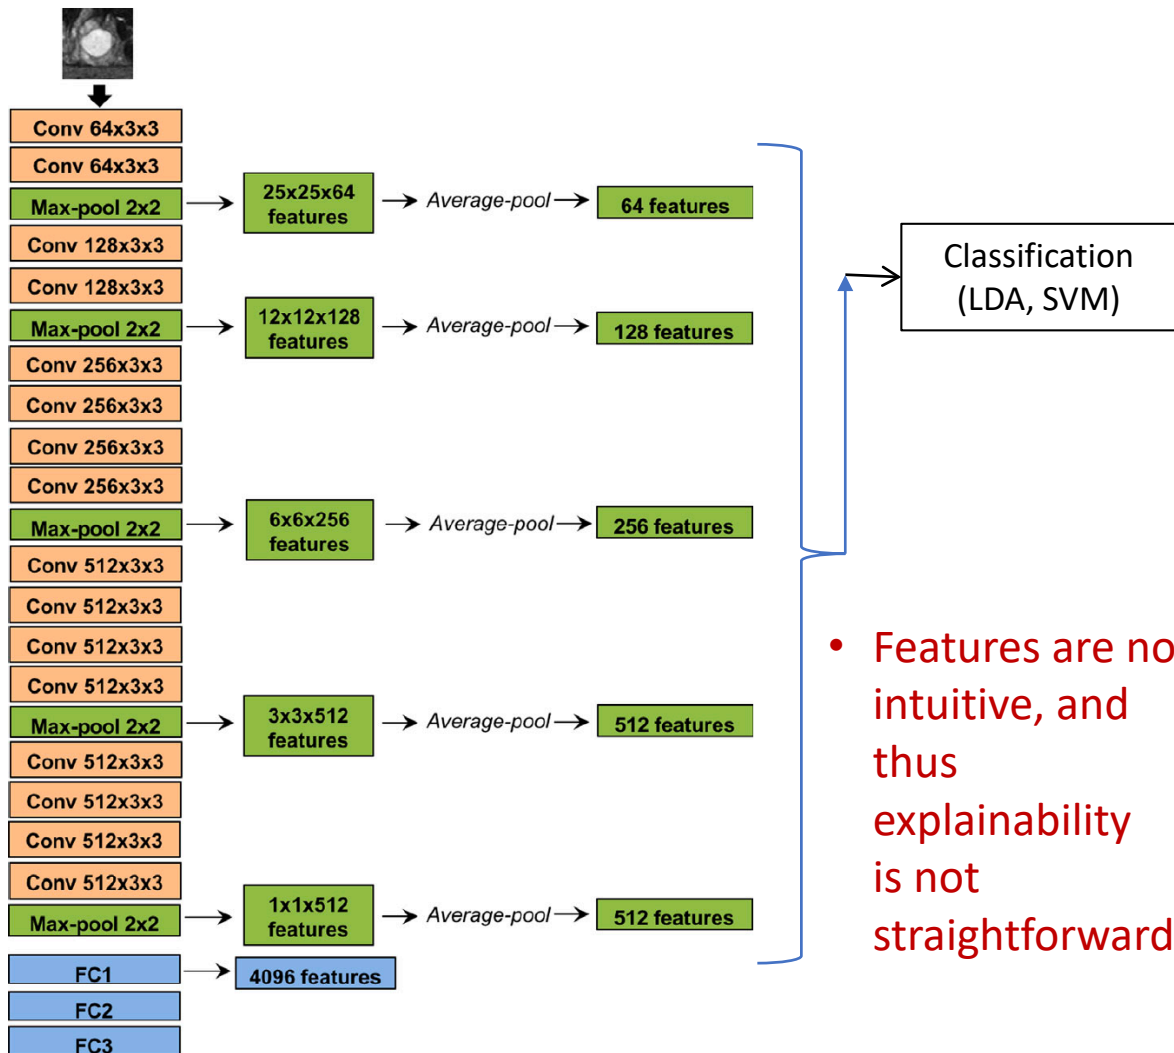 Conv 64x3x3
Conv 64x3x3
Max-pool 2x2
25x25x64
features
Average-pool
64 features
Conv 128x3x3
Conv 128x3x3
Max-pool 2x2
12x12x128
features
Average-pool
128 features
Conv 256x3x3
Conv 256x3x3
Conv 256x3x3
Conv 256x3x3
Max-pool 2x2
6x6x256
features
Average-pool
256 features
Conv 512x3x3
Conv 512x3x3
Conv 512x3x3
Conv 512x3x3
Max-pool 2x2
3x3x512
features
Average-pool
512 features
Conv 512x3x3
Conv 512x3x3
Conv 512x3x3
Conv 512x3x3
Max-pool 2x2
1x1x512
features
Average-pool
512 features
FC1
4096 features
FC2
FC3
Classification
(LDA, SVM)
• Features are no
intuitive, and
thus
explainability
is not
straightforward